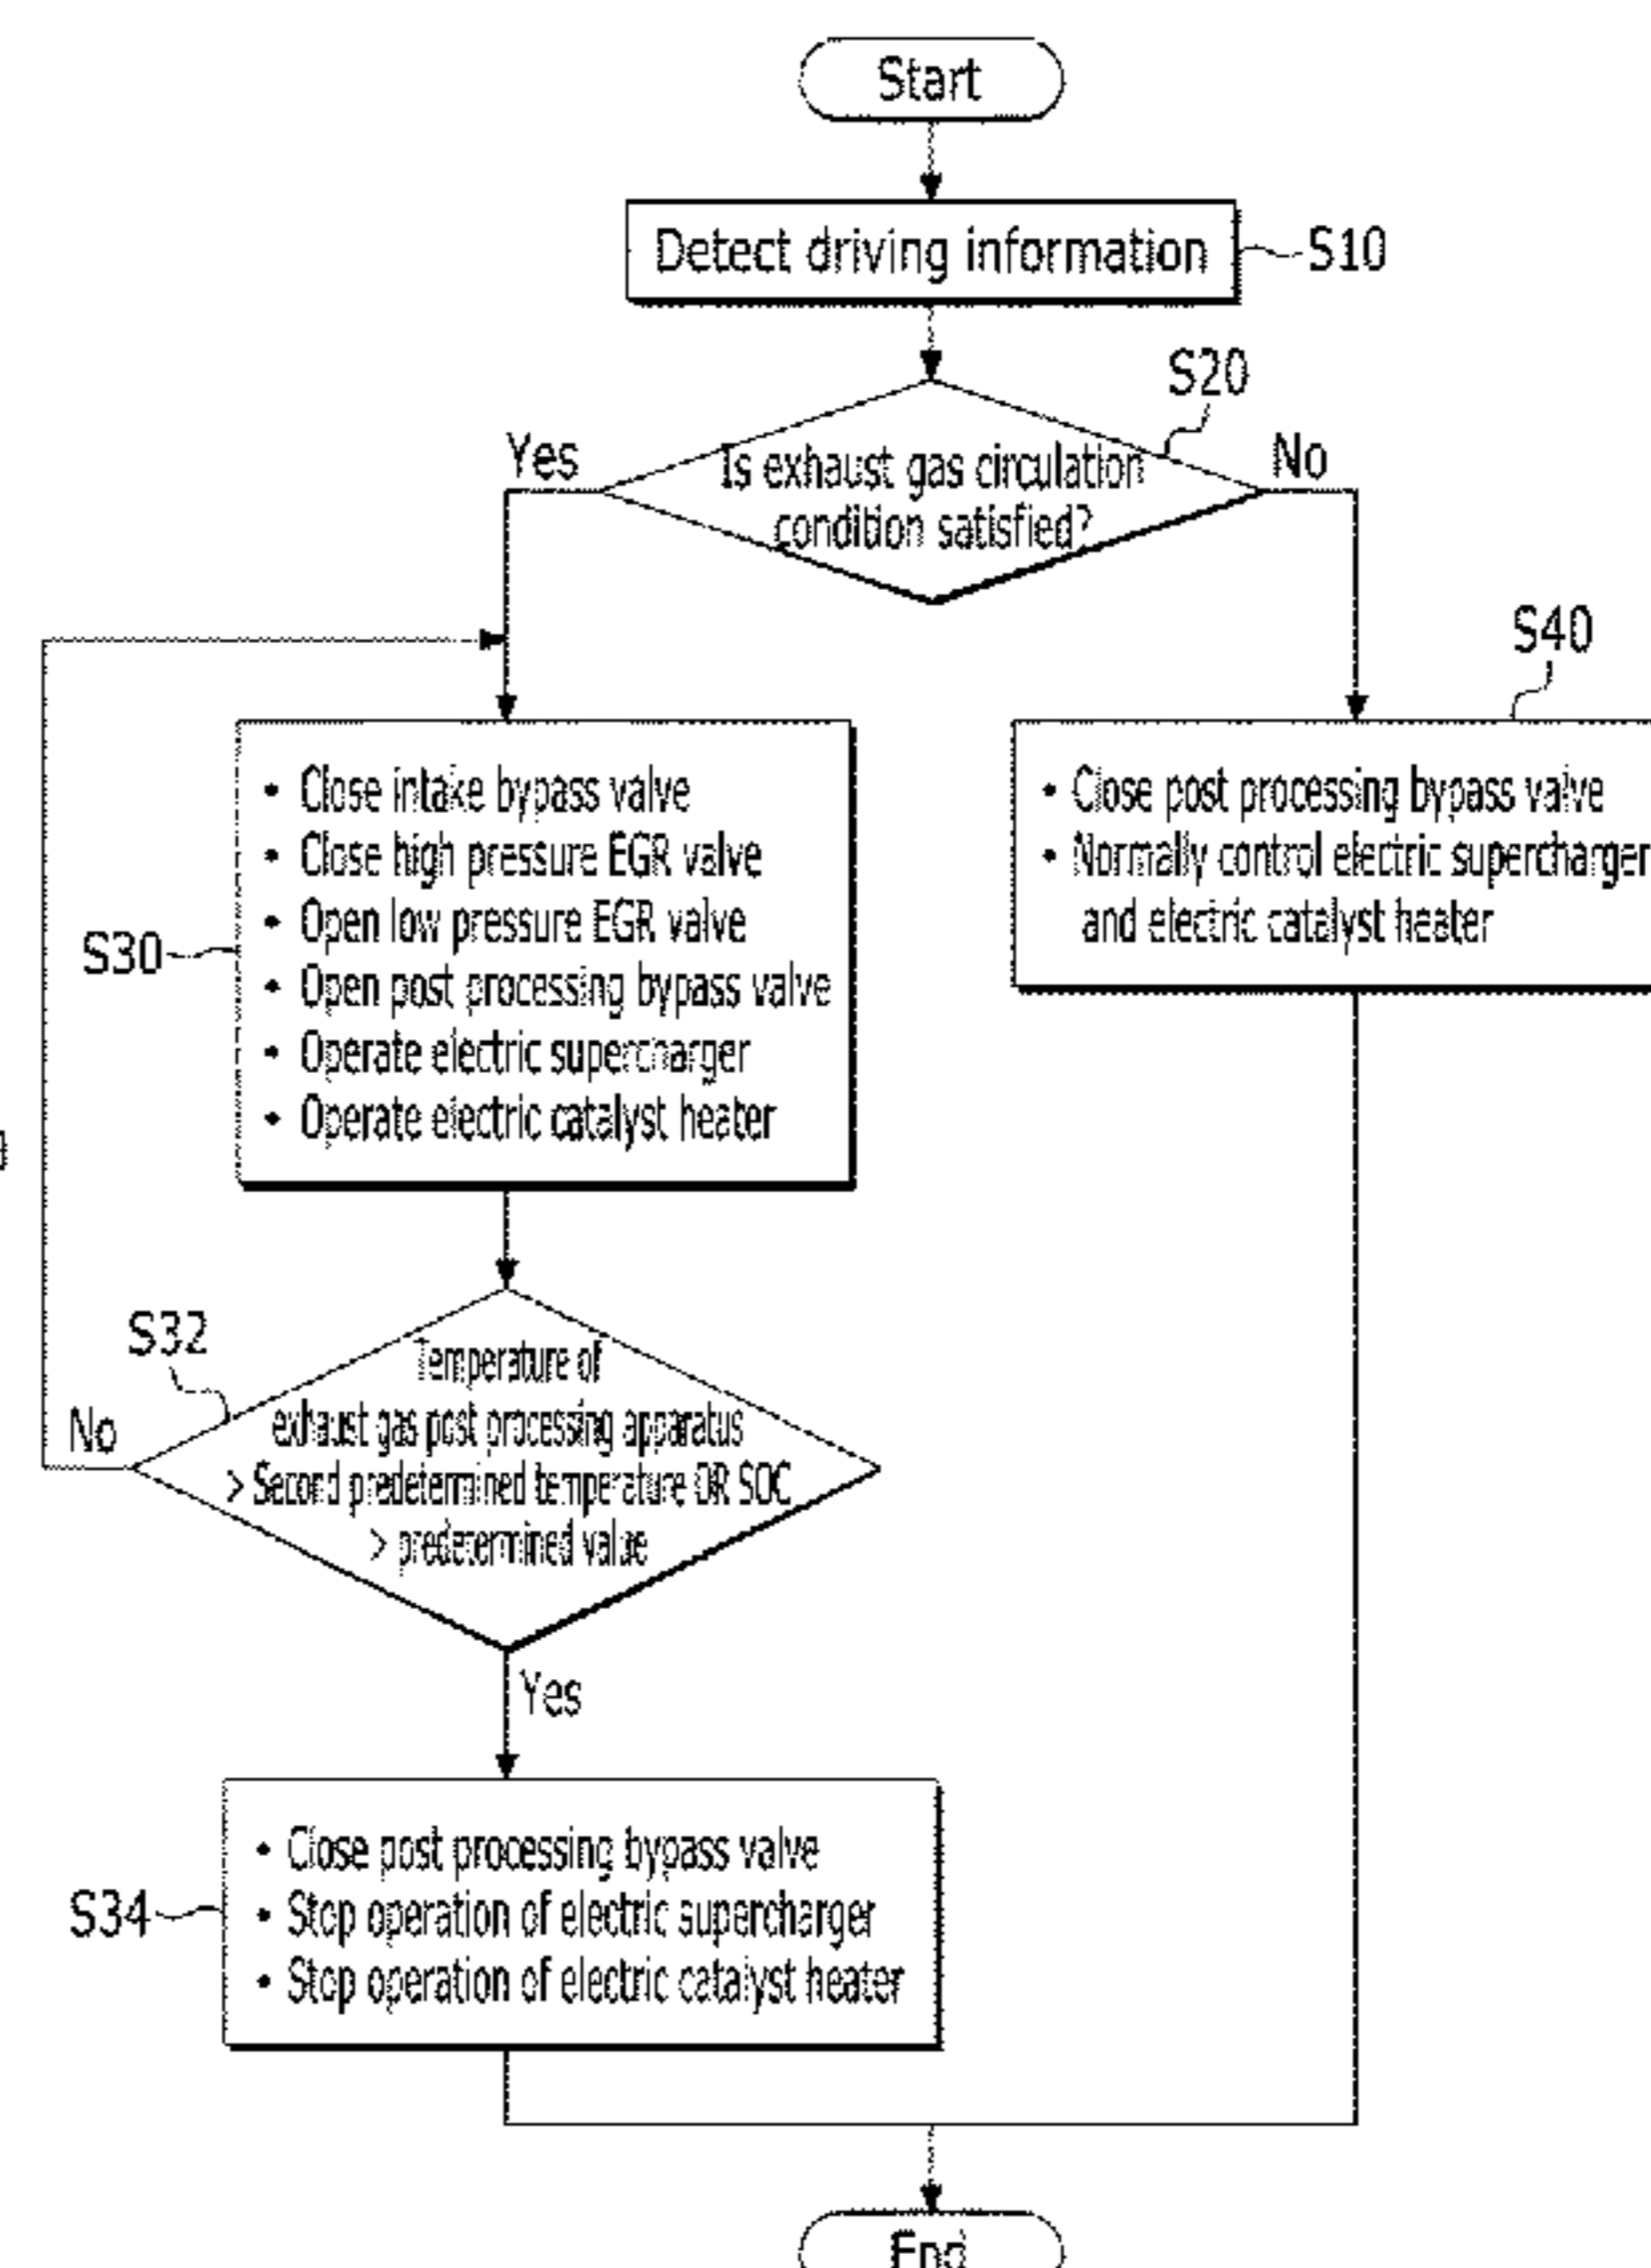 Start
Detect driving information
S10
S20
Yes
Is exhaust gas circulation
condition satisfied?
No
S40
• Close intake bypass valve
• Close high pressure EGR valve
• Open low pressure EGR valve
• Open post processing bypass valve
• Operate electric supercharger
• Operate electric catalyst heater
S30
• Close post processing bypass valve
• Normally control electric supercharger
and electric catalyst heater
S32
No
Temperature of
exhaust gas post processing apparatus
> Second predetermined temperature OR SOC
> predetermined value
Yes
S34
• Close post processing bypass valve
• Stop operation of electric supercharger
• Stop operation of electric catalyst heater
End